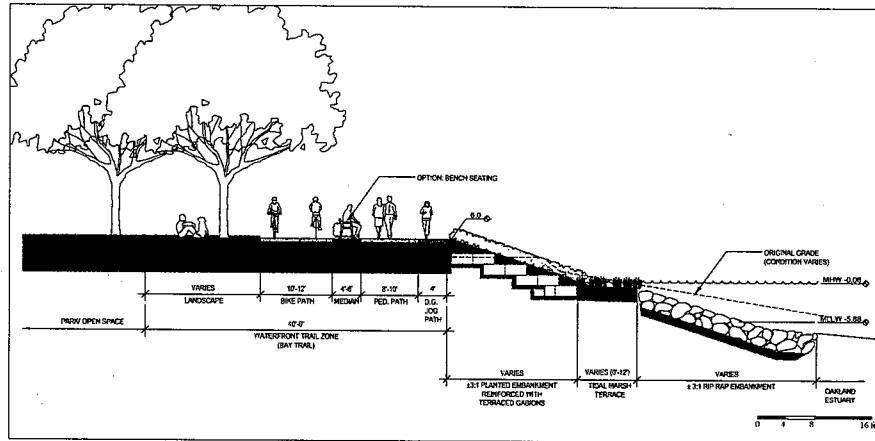 OPTION: BENCH SEATING
6.0
ORIGINAL GRADE
(CONDITION VARIES)
MHW -0.06
MLLW -5.88
VARIES
LANDSCAPE
10'-12'
BIKE PATH
4'-6'
MEDIAN
8'-10'
PED. PATH
4'
D.G.
JOG
PATH
PARK/ OPEN SPACE
40'-0"
WATERFRONT TRAIL ZONE
(BAY TRAIL)
VARIES
±3:1 PLANTED EMBANKMENT
REINFORCED WITH
TERRACED GABIONS
VARIES (0'-12')
TIDAL MARSH
TERRACE
VARIES
± 3:1 RIP RAP EMBANKMENT
OAKLAND
ESTUARY
0 4 8 16 ft